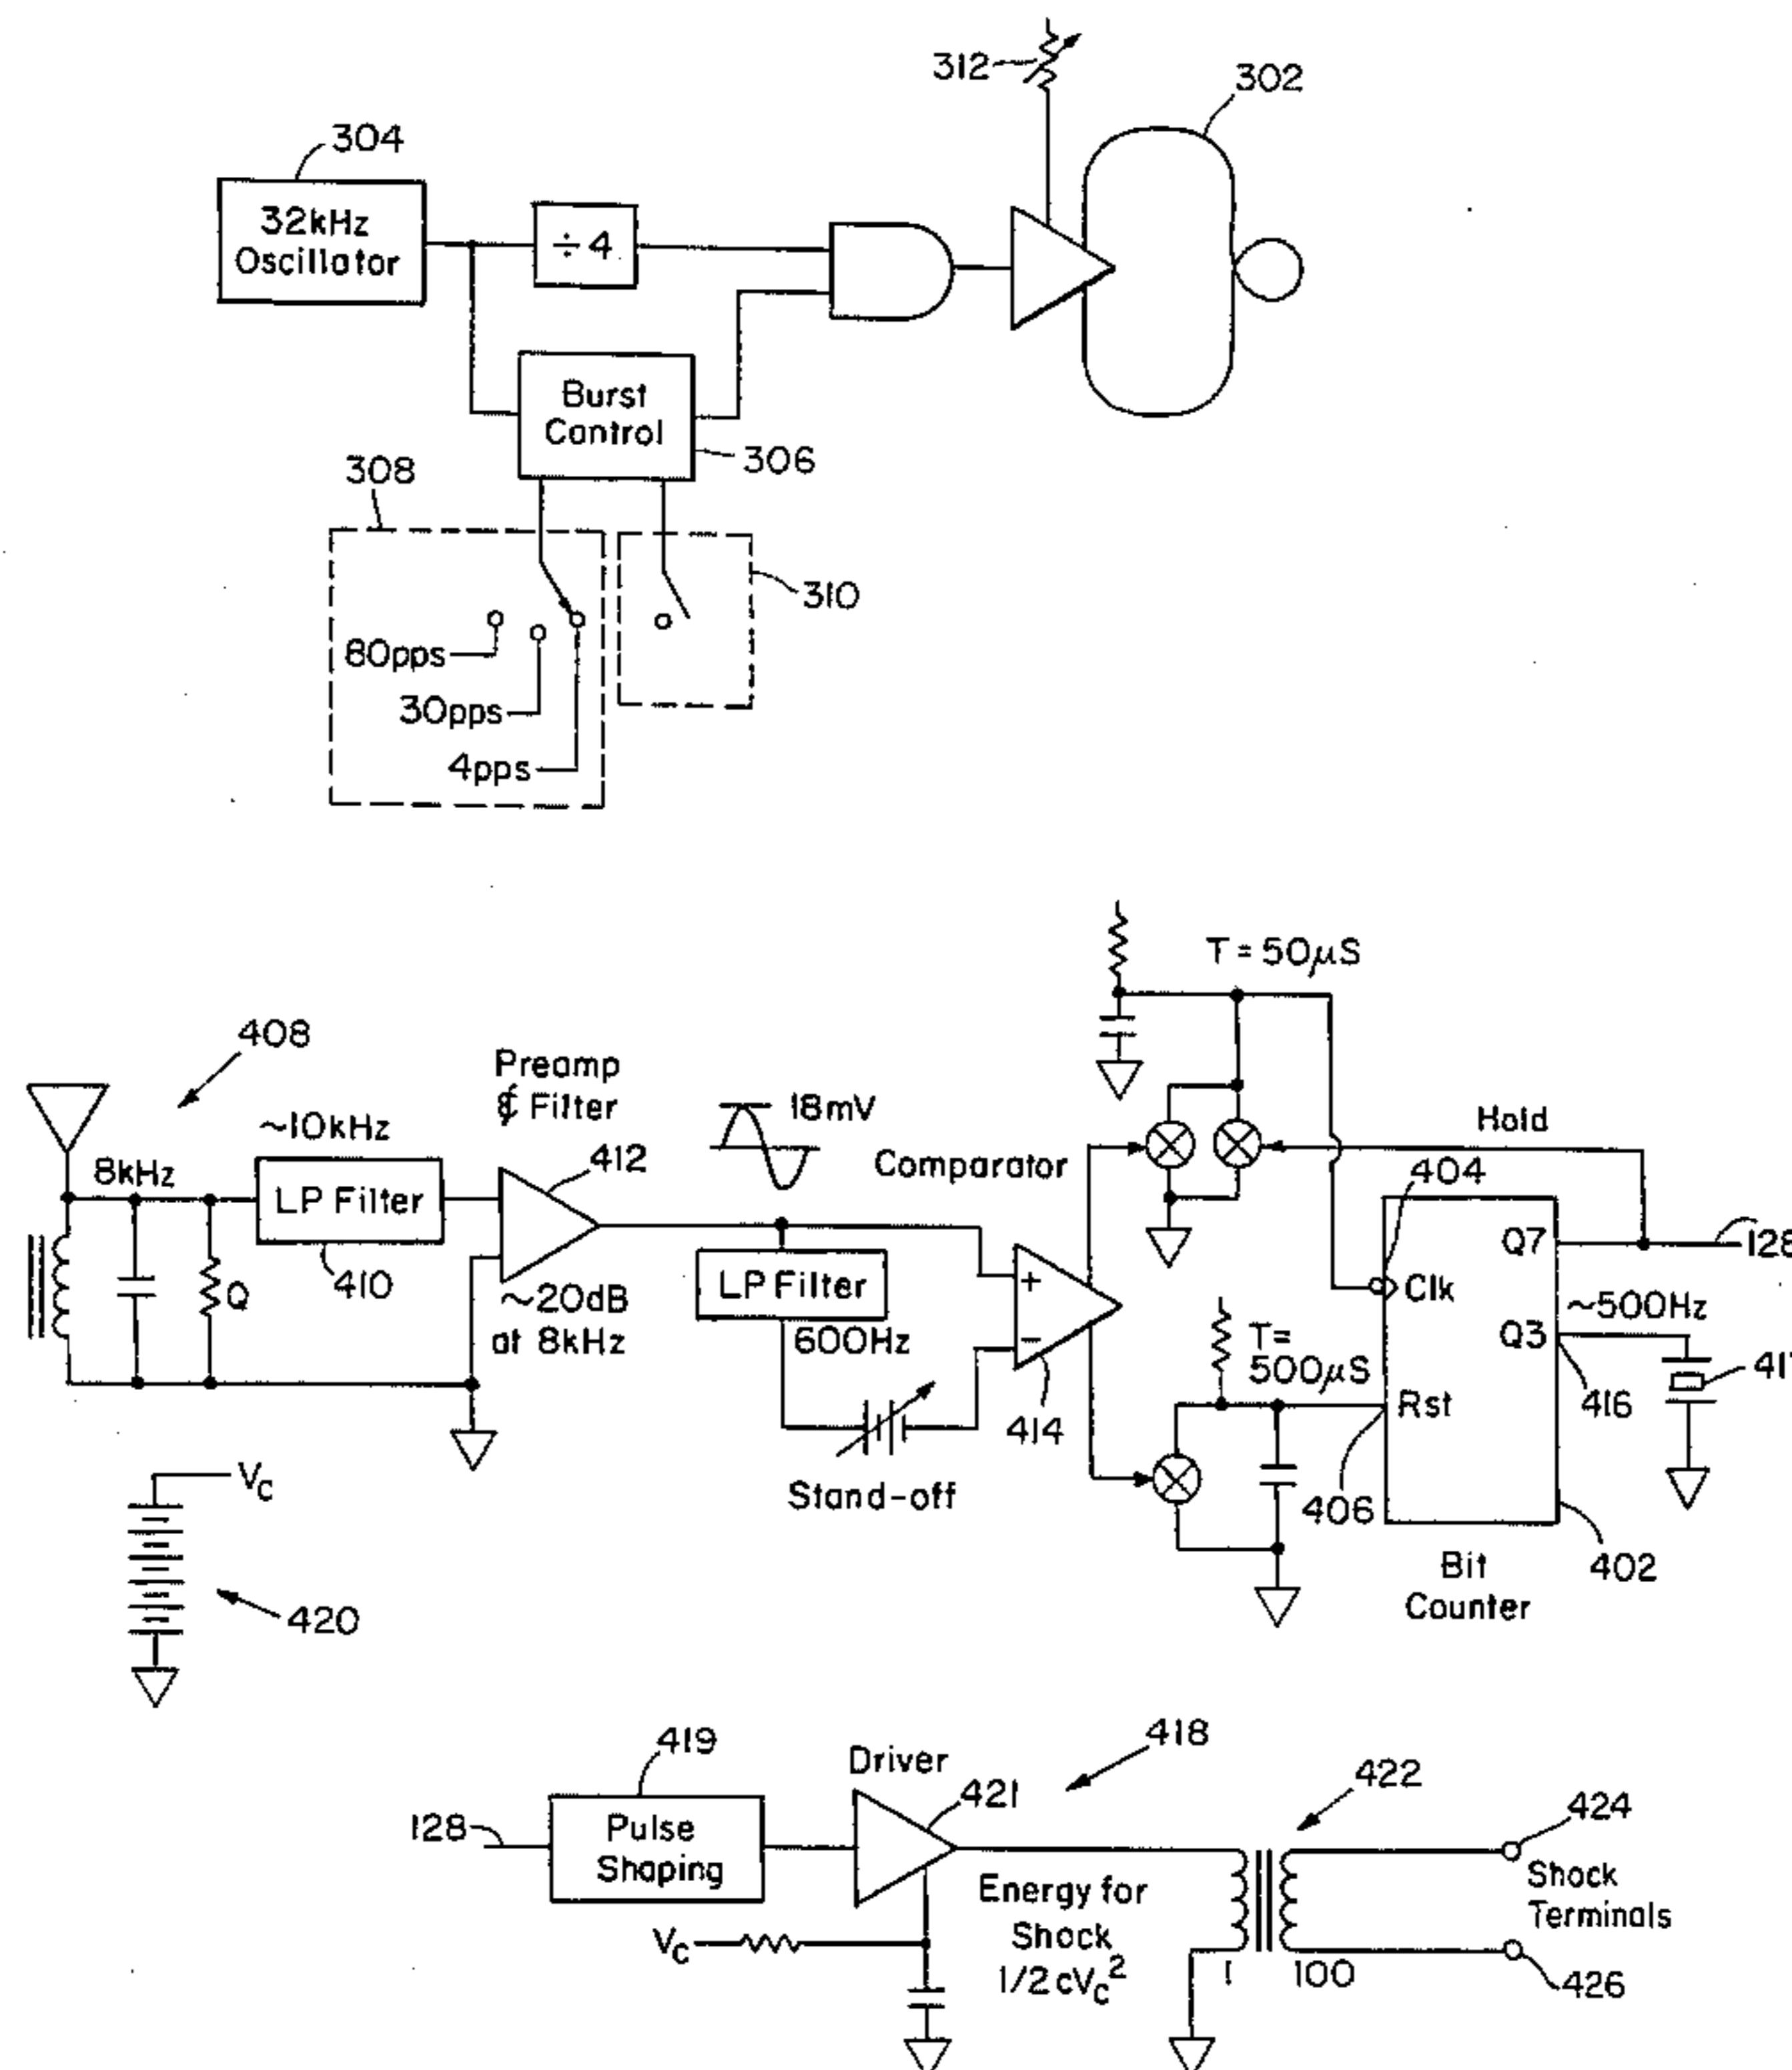 312
302
304
32kHz
Oscillator
÷4
Burst
Control
306
308
310
80pps
30pps
4pps
T = 50μS
408
Preamp
& Filter
~10kHz
18mV
Hold
412
8kHz
Comparator
404
LP Filter
Q7
128
410
Q
LP Filter
+
Clk
~500Hz
~20dB
at 8kHz
600Hz
−
T =
500μS
Q3
414
Rst
416
41
Stand-off
406
VC
402
Bit
Counter
420
419
Driver
418
421
422
424
128
Pulse
Shaping
Energy for
Shock
1/2 cVC²
Shock
Terminals
VC
1
100
426